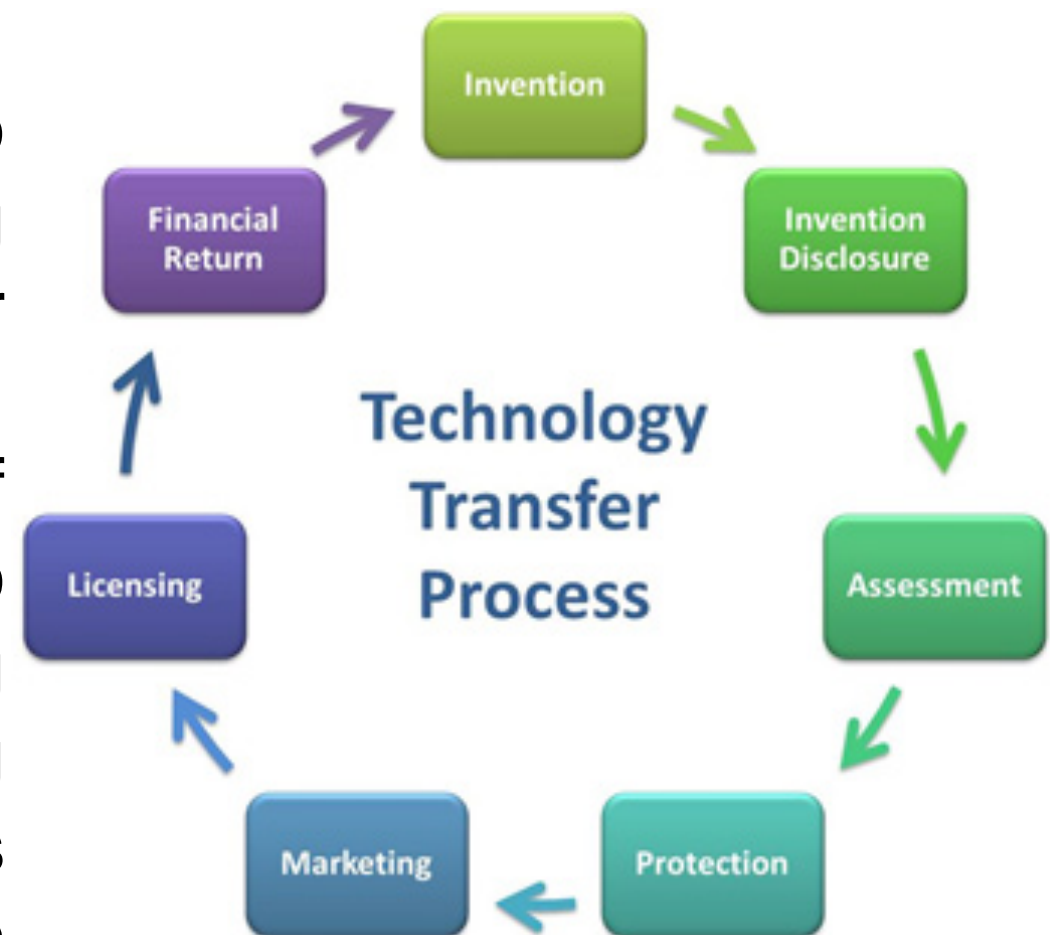 Invention
Invention
Disclosure
Assessment
Protection
Marketing
Licensing
Financial
Return
Technology
Transfer
Process